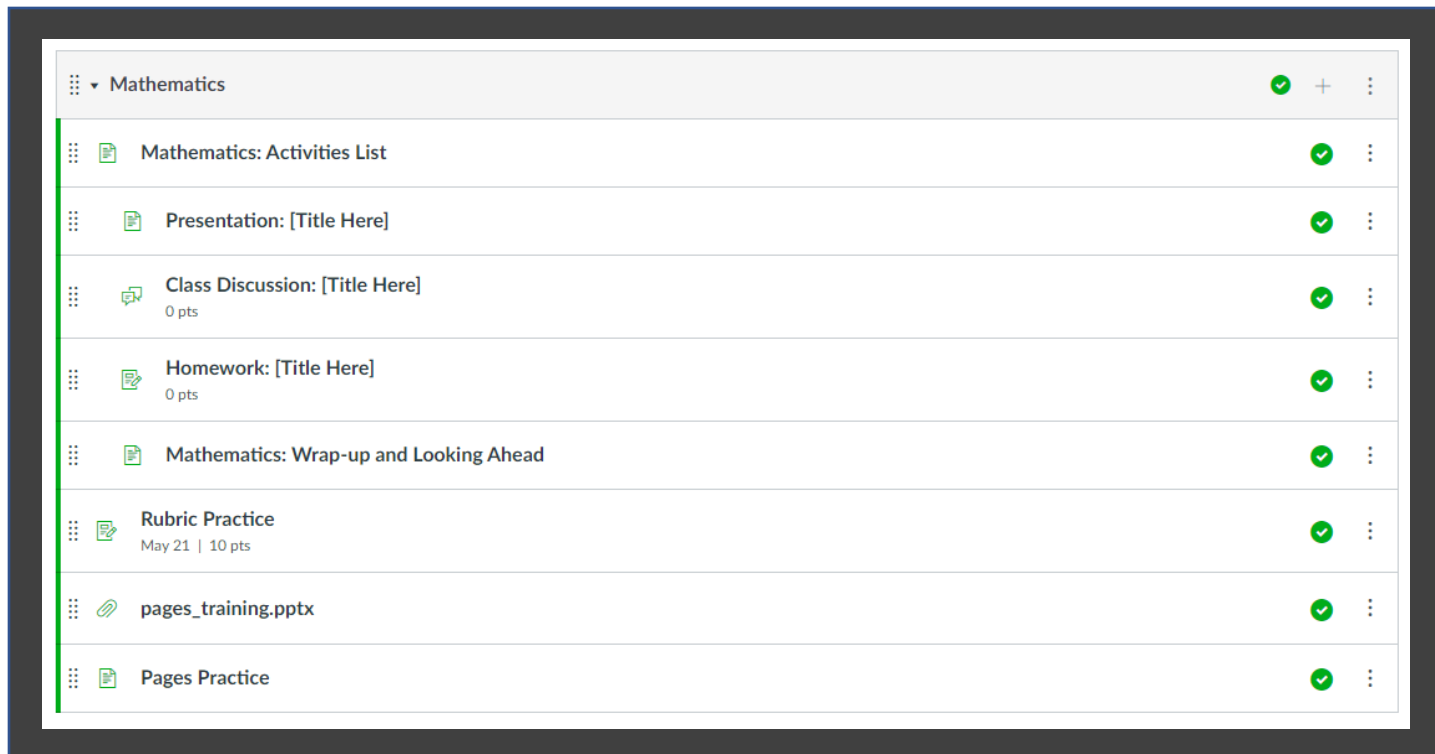 Mathematics
Mathematics: Activities List
Presentation: [Title Here]
Class Discussion: [Title Here]
0 pts
Homework: [Title Here]
0 pts
Mathematics: Wrap-up and Looking Ahead
Rubric Practice
May 21 | 10 pts
pages_training.pptx
Pages Practice